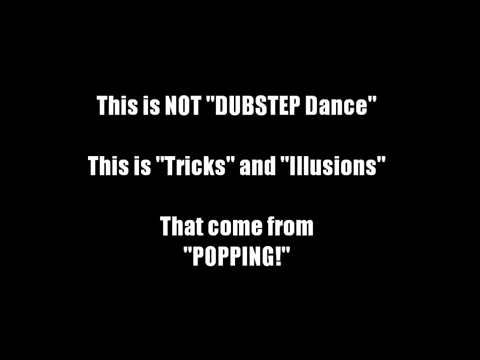 This is NOT "DUBSTEP Dance"
This is "Tricks" and "Illusions"
That come from
"POPPING!"